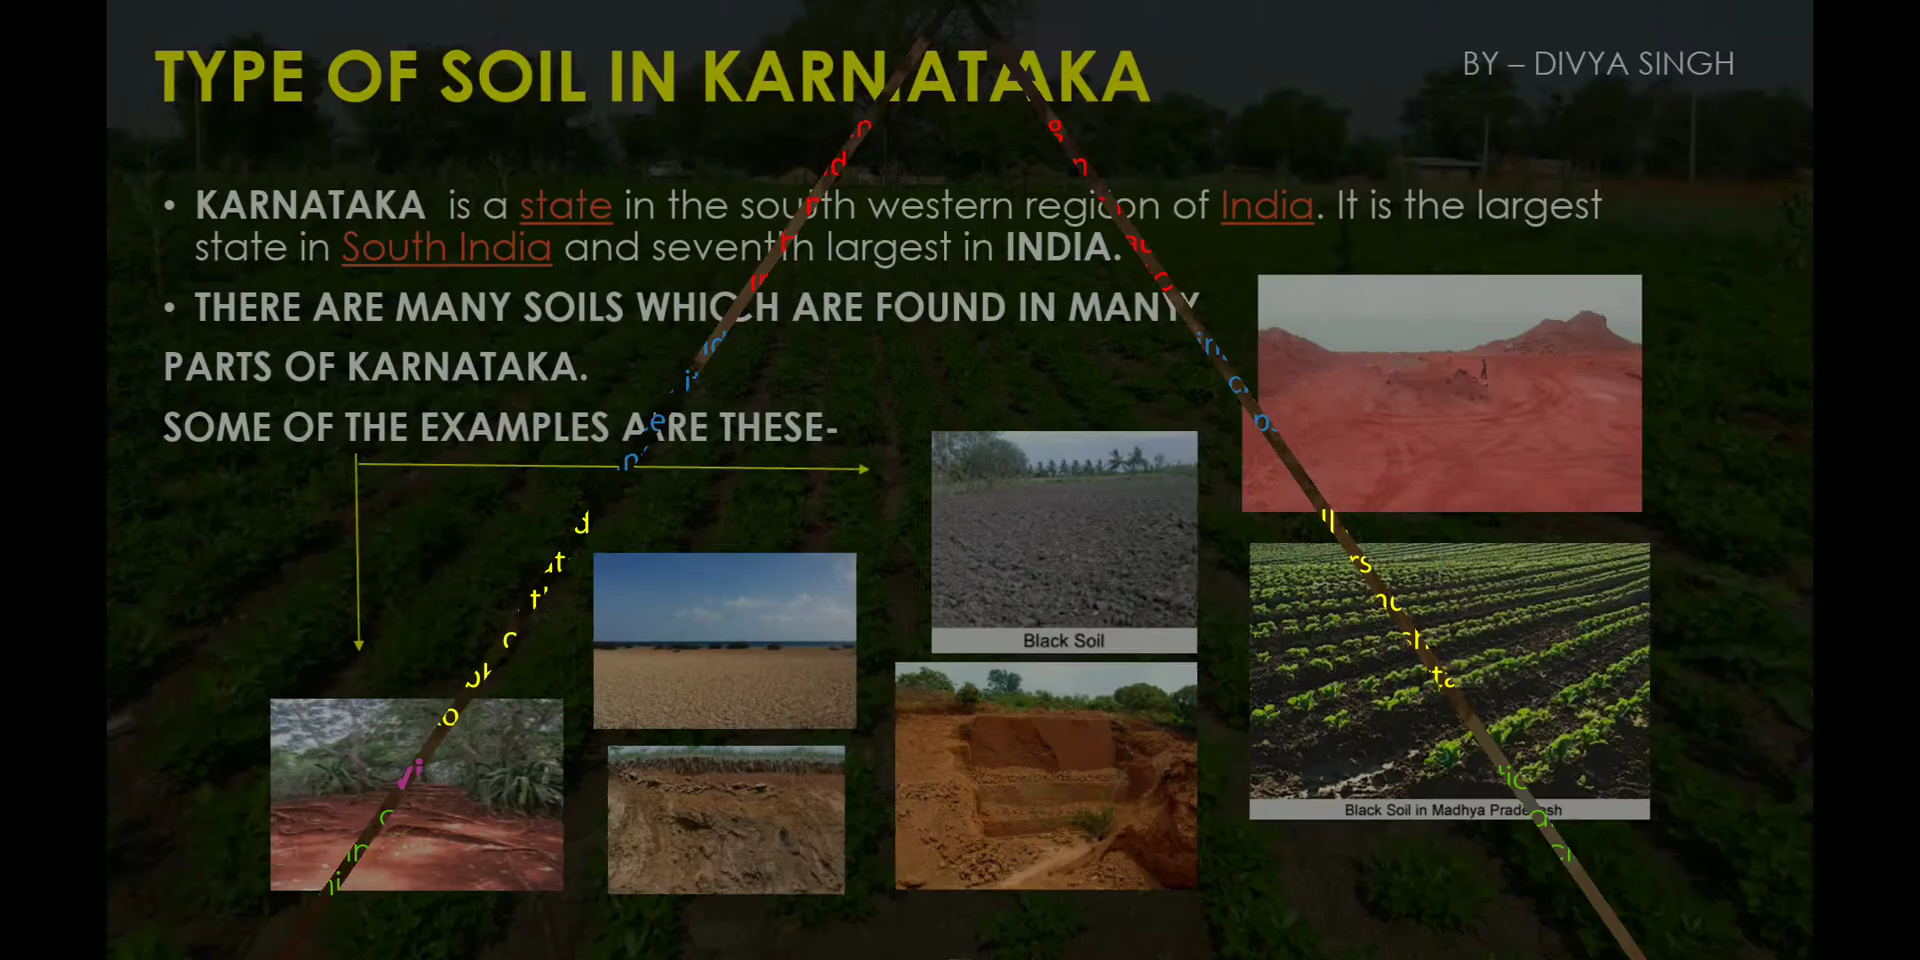 TYPE OF SOIL IN KARNATAKA
BY – DIVYA SINGH
• KARNATAKA is a state in the south western region of India. It is the largest
state in South India and seventh largest in INDIA.
• THERE ARE MANY SOILS WHICH ARE FOUND IN MANY
PARTS OF KARNATAKA.
SOME OF THE EXAMPLES ARE THESE-
Black Soil
Black Soil in Madhya Pradesh